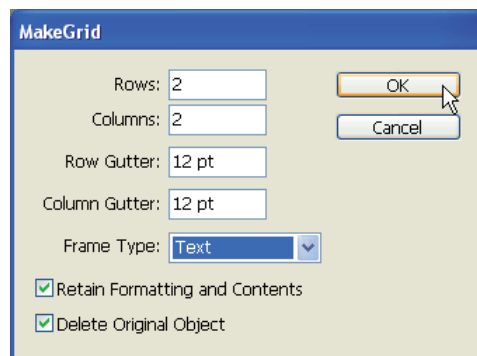 MakeGrid
Rows: 2
OK
Columns: 2
Cancel
Row Gutter: 12 pt
Column Gutter: 12 pt
Frame Type: Text
Retain Formatting and Contents
Delete Original Object